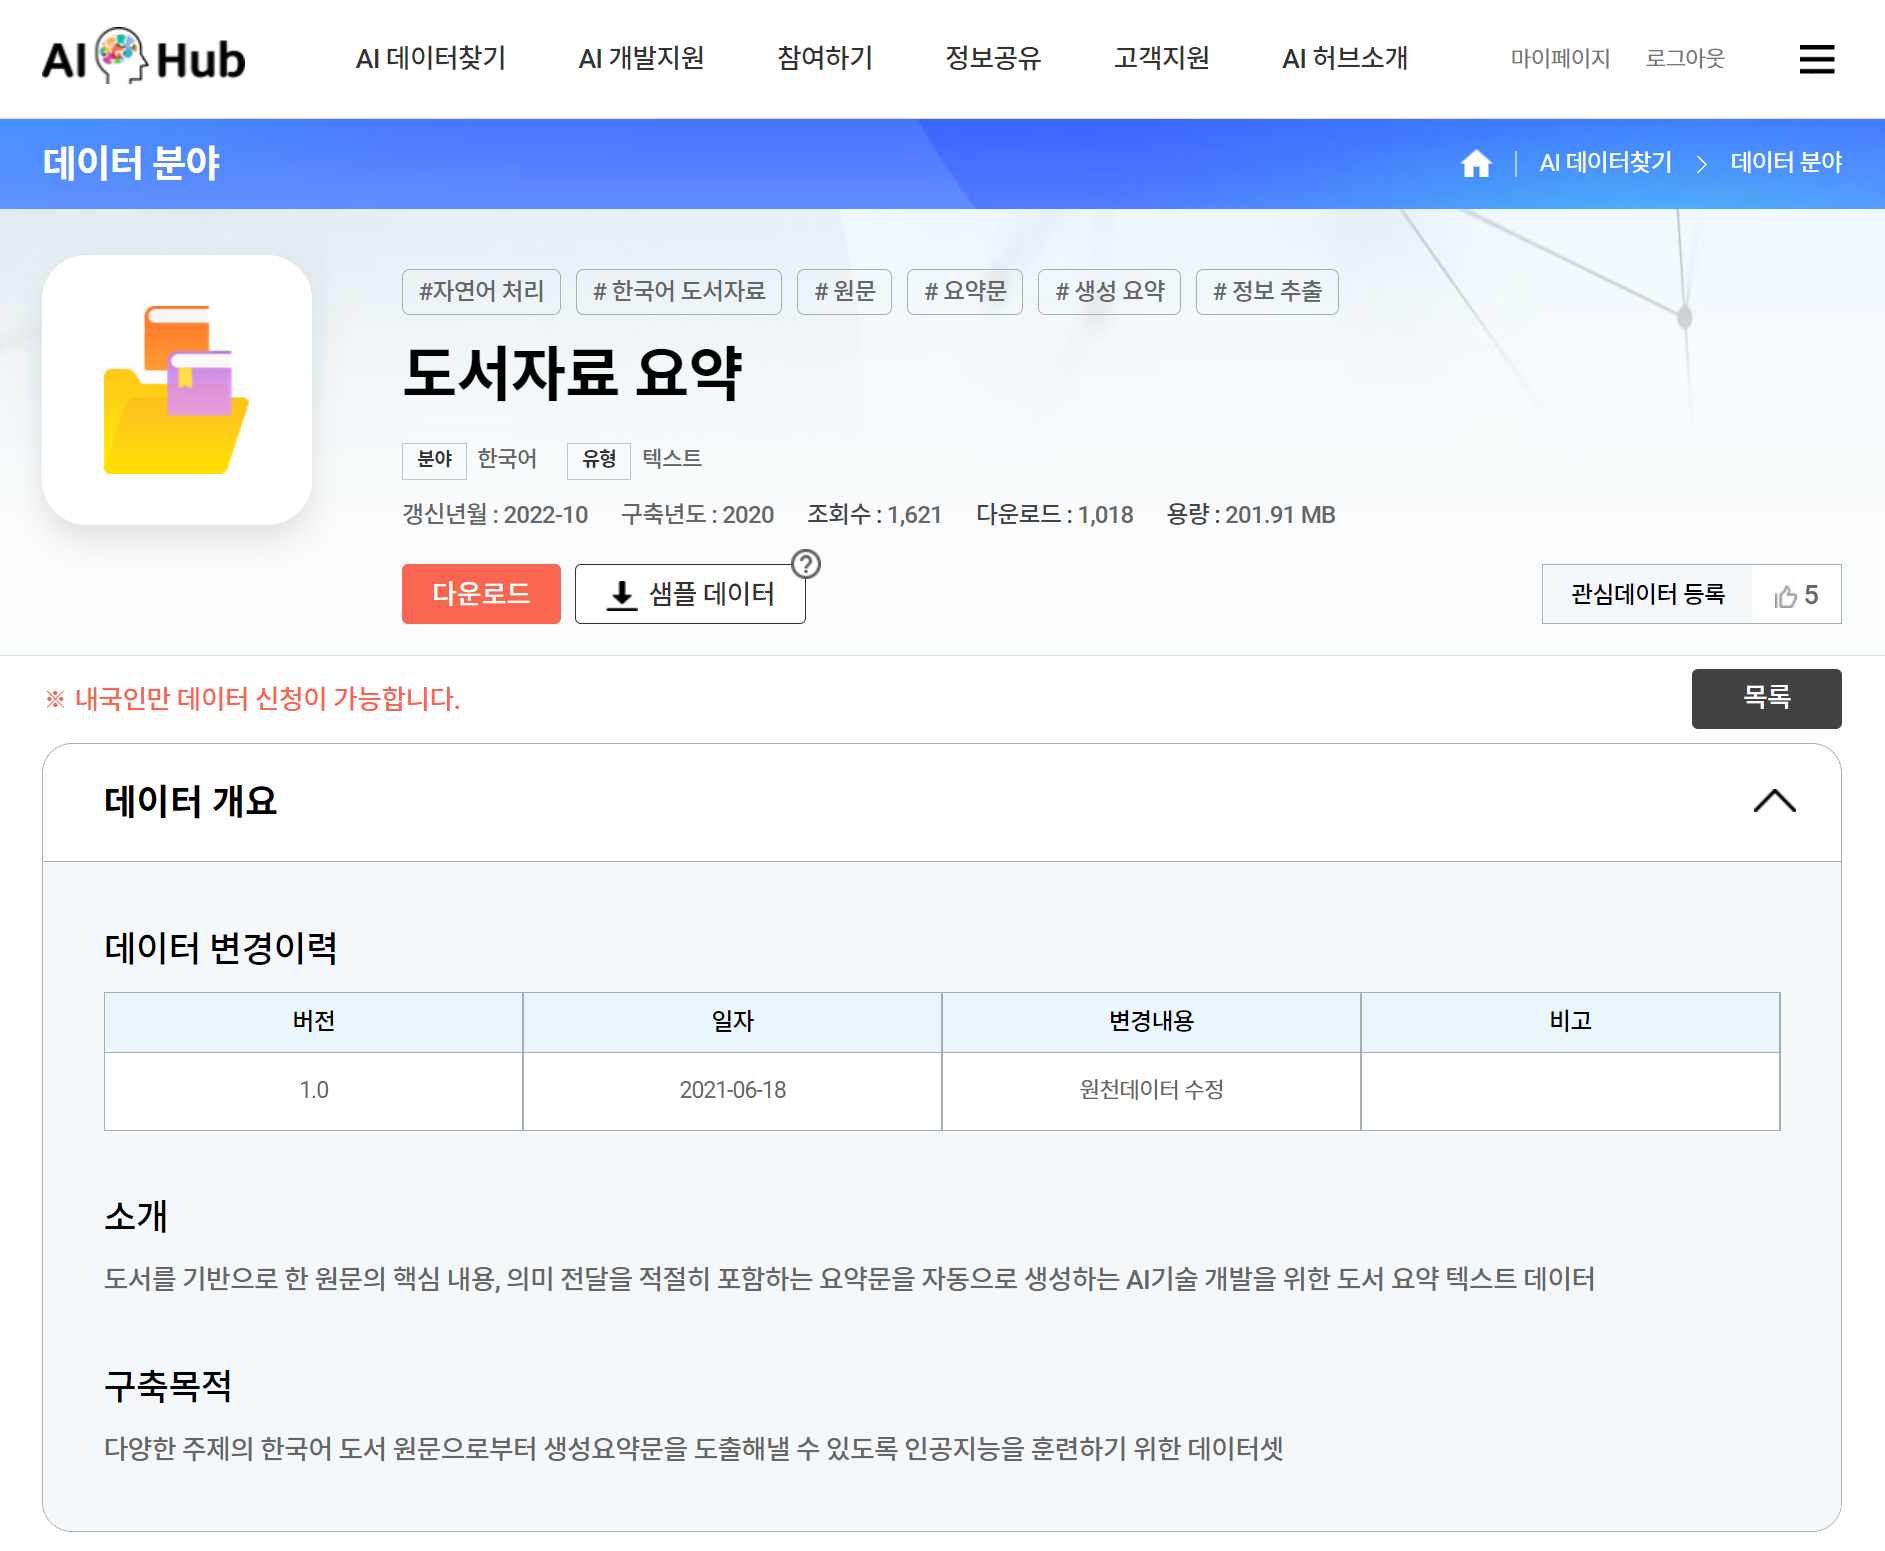 AI Hub
AI 데이터찾기 AI 개발지원 참여하기 정보공유 고객지원 AI 허브소개 마이페이지 로그아웃
데이터 분야
AI 데이터찾기 > 데이터 분야
#자연어 처리 # 한국어 도서자료 # 원문 # 요약문 # 생성 요약 # 정보 추출
도서자료 요약
분야 한국어 유형 텍스트
갱신년월 : 2022-10 구축년도 : 2020 조회수 : 1,621 다운로드 : 1,018 용량 : 201.91 MB
다운로드 샘플 데이터 ?
관심데이터 등록 5
※ 내국인만 데이터 신청이 가능합니다.
목록
데이터 개요
데이터 변경이력
버전 일자 변경내용 비고
1.0 2021-06-18 원천데이터 수정
소개
도서를 기반으로 한 원문의 핵심 내용, 의미 전달을 적절히 포함하는 요약문을 자동으로 생성하는 AI기술 개발을 위한 도서 요약 텍스트 데이터
구축목적
다양한 주제의 한국어 도서 원문으로부터 생성요약문을 도출해낼 수 있도록 인공지능을 훈련하기 위한 데이터셋